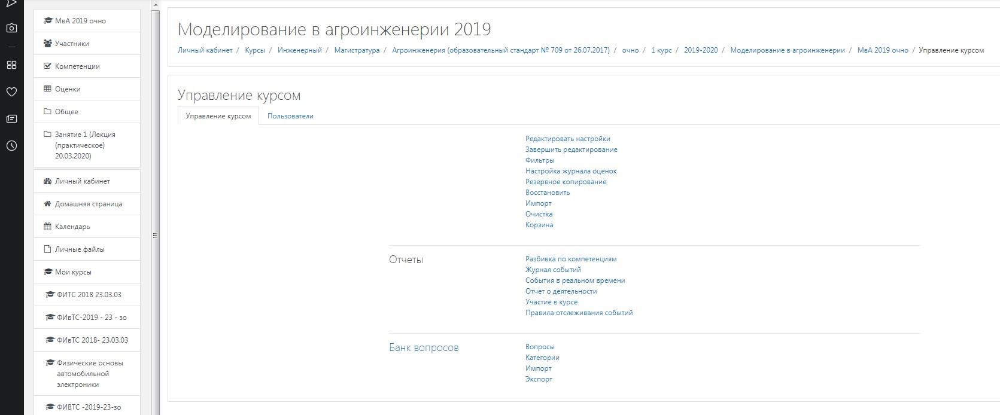 МвА 2019 очно
Участники
Компетенции
Оценки
Общее
Занятие 1 (Лекция
(практическое)
20.03.2020)
Личный кабинет
Домашняя страница
Календарь
Личные файлы
Мои курсы
ФИТС 2018 23.03.03
ФИвТС-2019 - 23 - зо
ФИвТС 2018- 23.03.03
Физические основы
автомобильной
электроники
ФИВТС -2019-23-зо
Моделирование в агроинженерии 2019
Личный кабинет / Курсы / Инженерный / Магистратура / Агроинженерия (образовательный стандарт № 709 от 26.07.2017) / очно / 1 курс / 2019-2020 / Моделирование в агроинженерии / МвА 2019 очно / Управление курсом
Управление курсом
Управление курсом Пользователи
Редактировать настройки
Завершить редактирование
Фильтры
Настройка журнала оценок
Резервное копирование
Восстановить
Импорт
Очистка
Корзина
Отчеты
Разбивка по компетенциям
Журнал событий
События в реальном времени
Отчет о деятельности
Участие в курсе
Правила отслеживания событий
Банк вопросов
Вопросы
Категории
Импорт
Экспорт